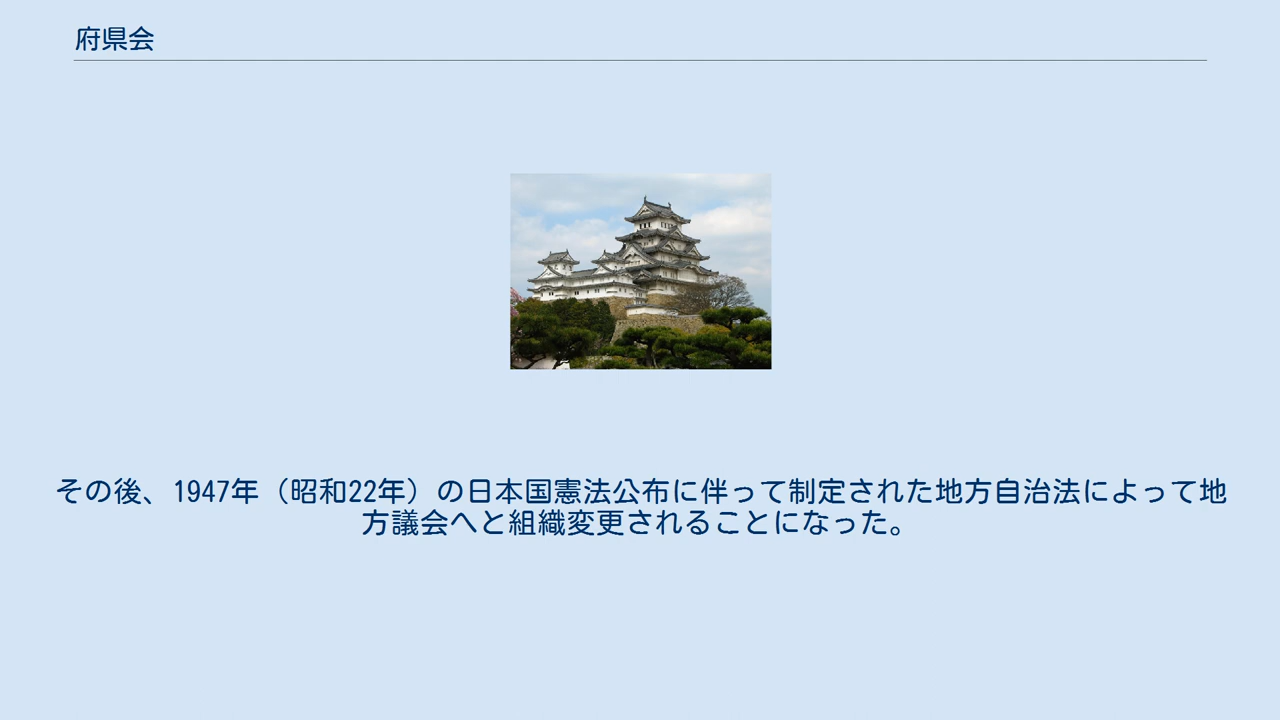 府県会
その後、1947年（昭和22年）の日本国憲法公布に伴って制定された地方自治法によって地
方議会へと組織変更されることになった。